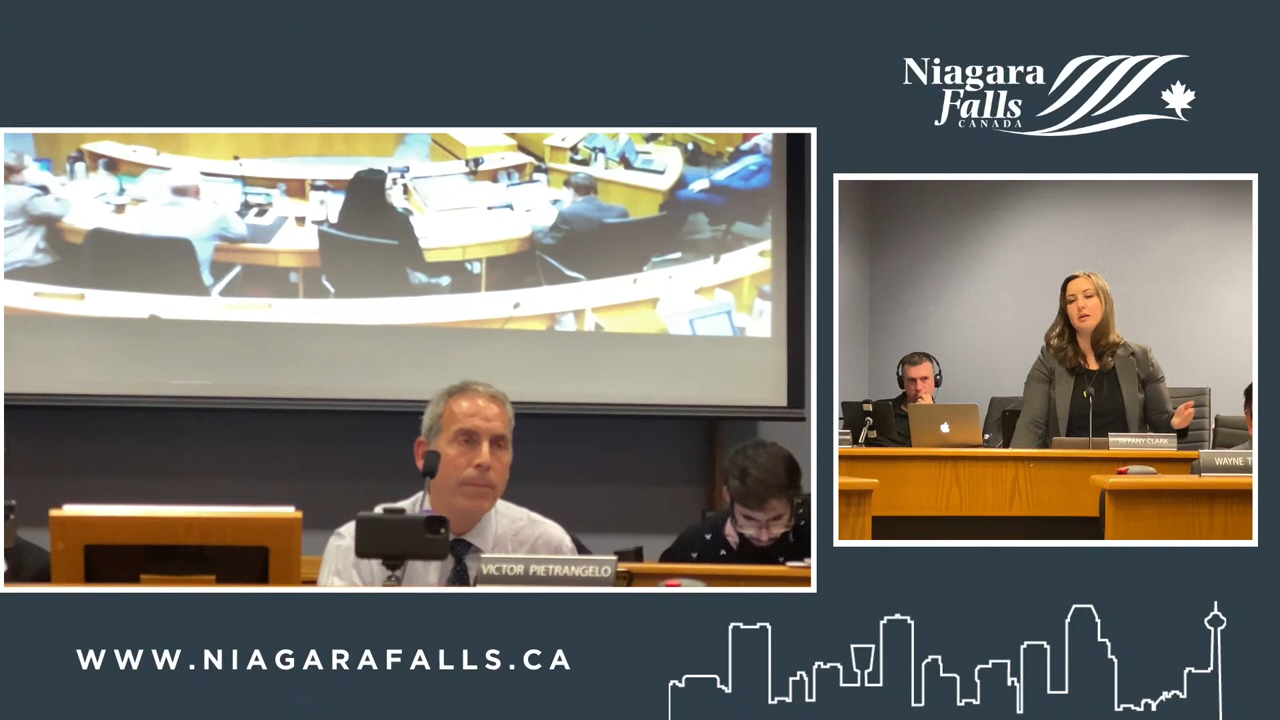 Niagara
Falls
CANADA
TIFFANY CLARK
WAYNE T
VICTOR PIETRANGELO
WWW.NIAGARAFALLS.CA